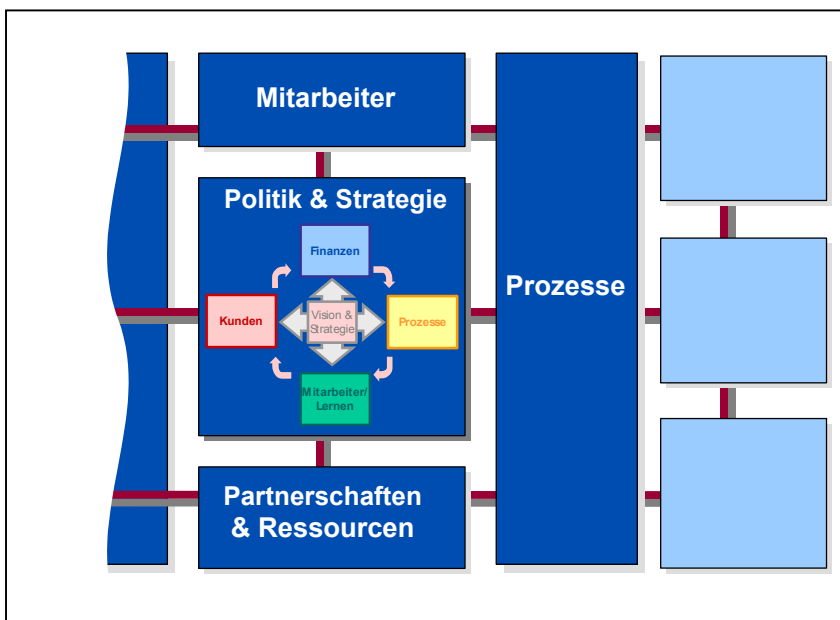 Mitarbeiter
Politik & Strategie
Finanzen
Kunden
Vision &
Strategie
Prozesse
Mitarbeiter/
Lernen
Prozesse
Partnerschaften
& Ressourcen